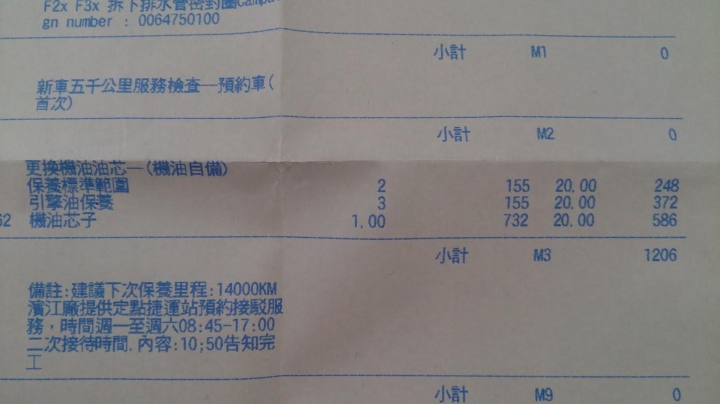 F2x F3x 拆下排水管密封圈Campai
gn number : 0064750100
小計 M1 0
新車五千公里服務檢查一預約車(
首次)
小計 M2 0
更換機油油芯一(機油自備)
保養標準範圍 2 155 20.00 248
引擎油保養 3 155 20.00 372
62 機油芯子 1.00 732 20.00 586
小計 M3 1206
備註:建議下次保養里程:14000KM
濱江廠提供定點捷運站預約接駁服
務，時間週一至週六08:45-17:00
二次接待時間.內容:10;50告知完
工
小計 M9 0